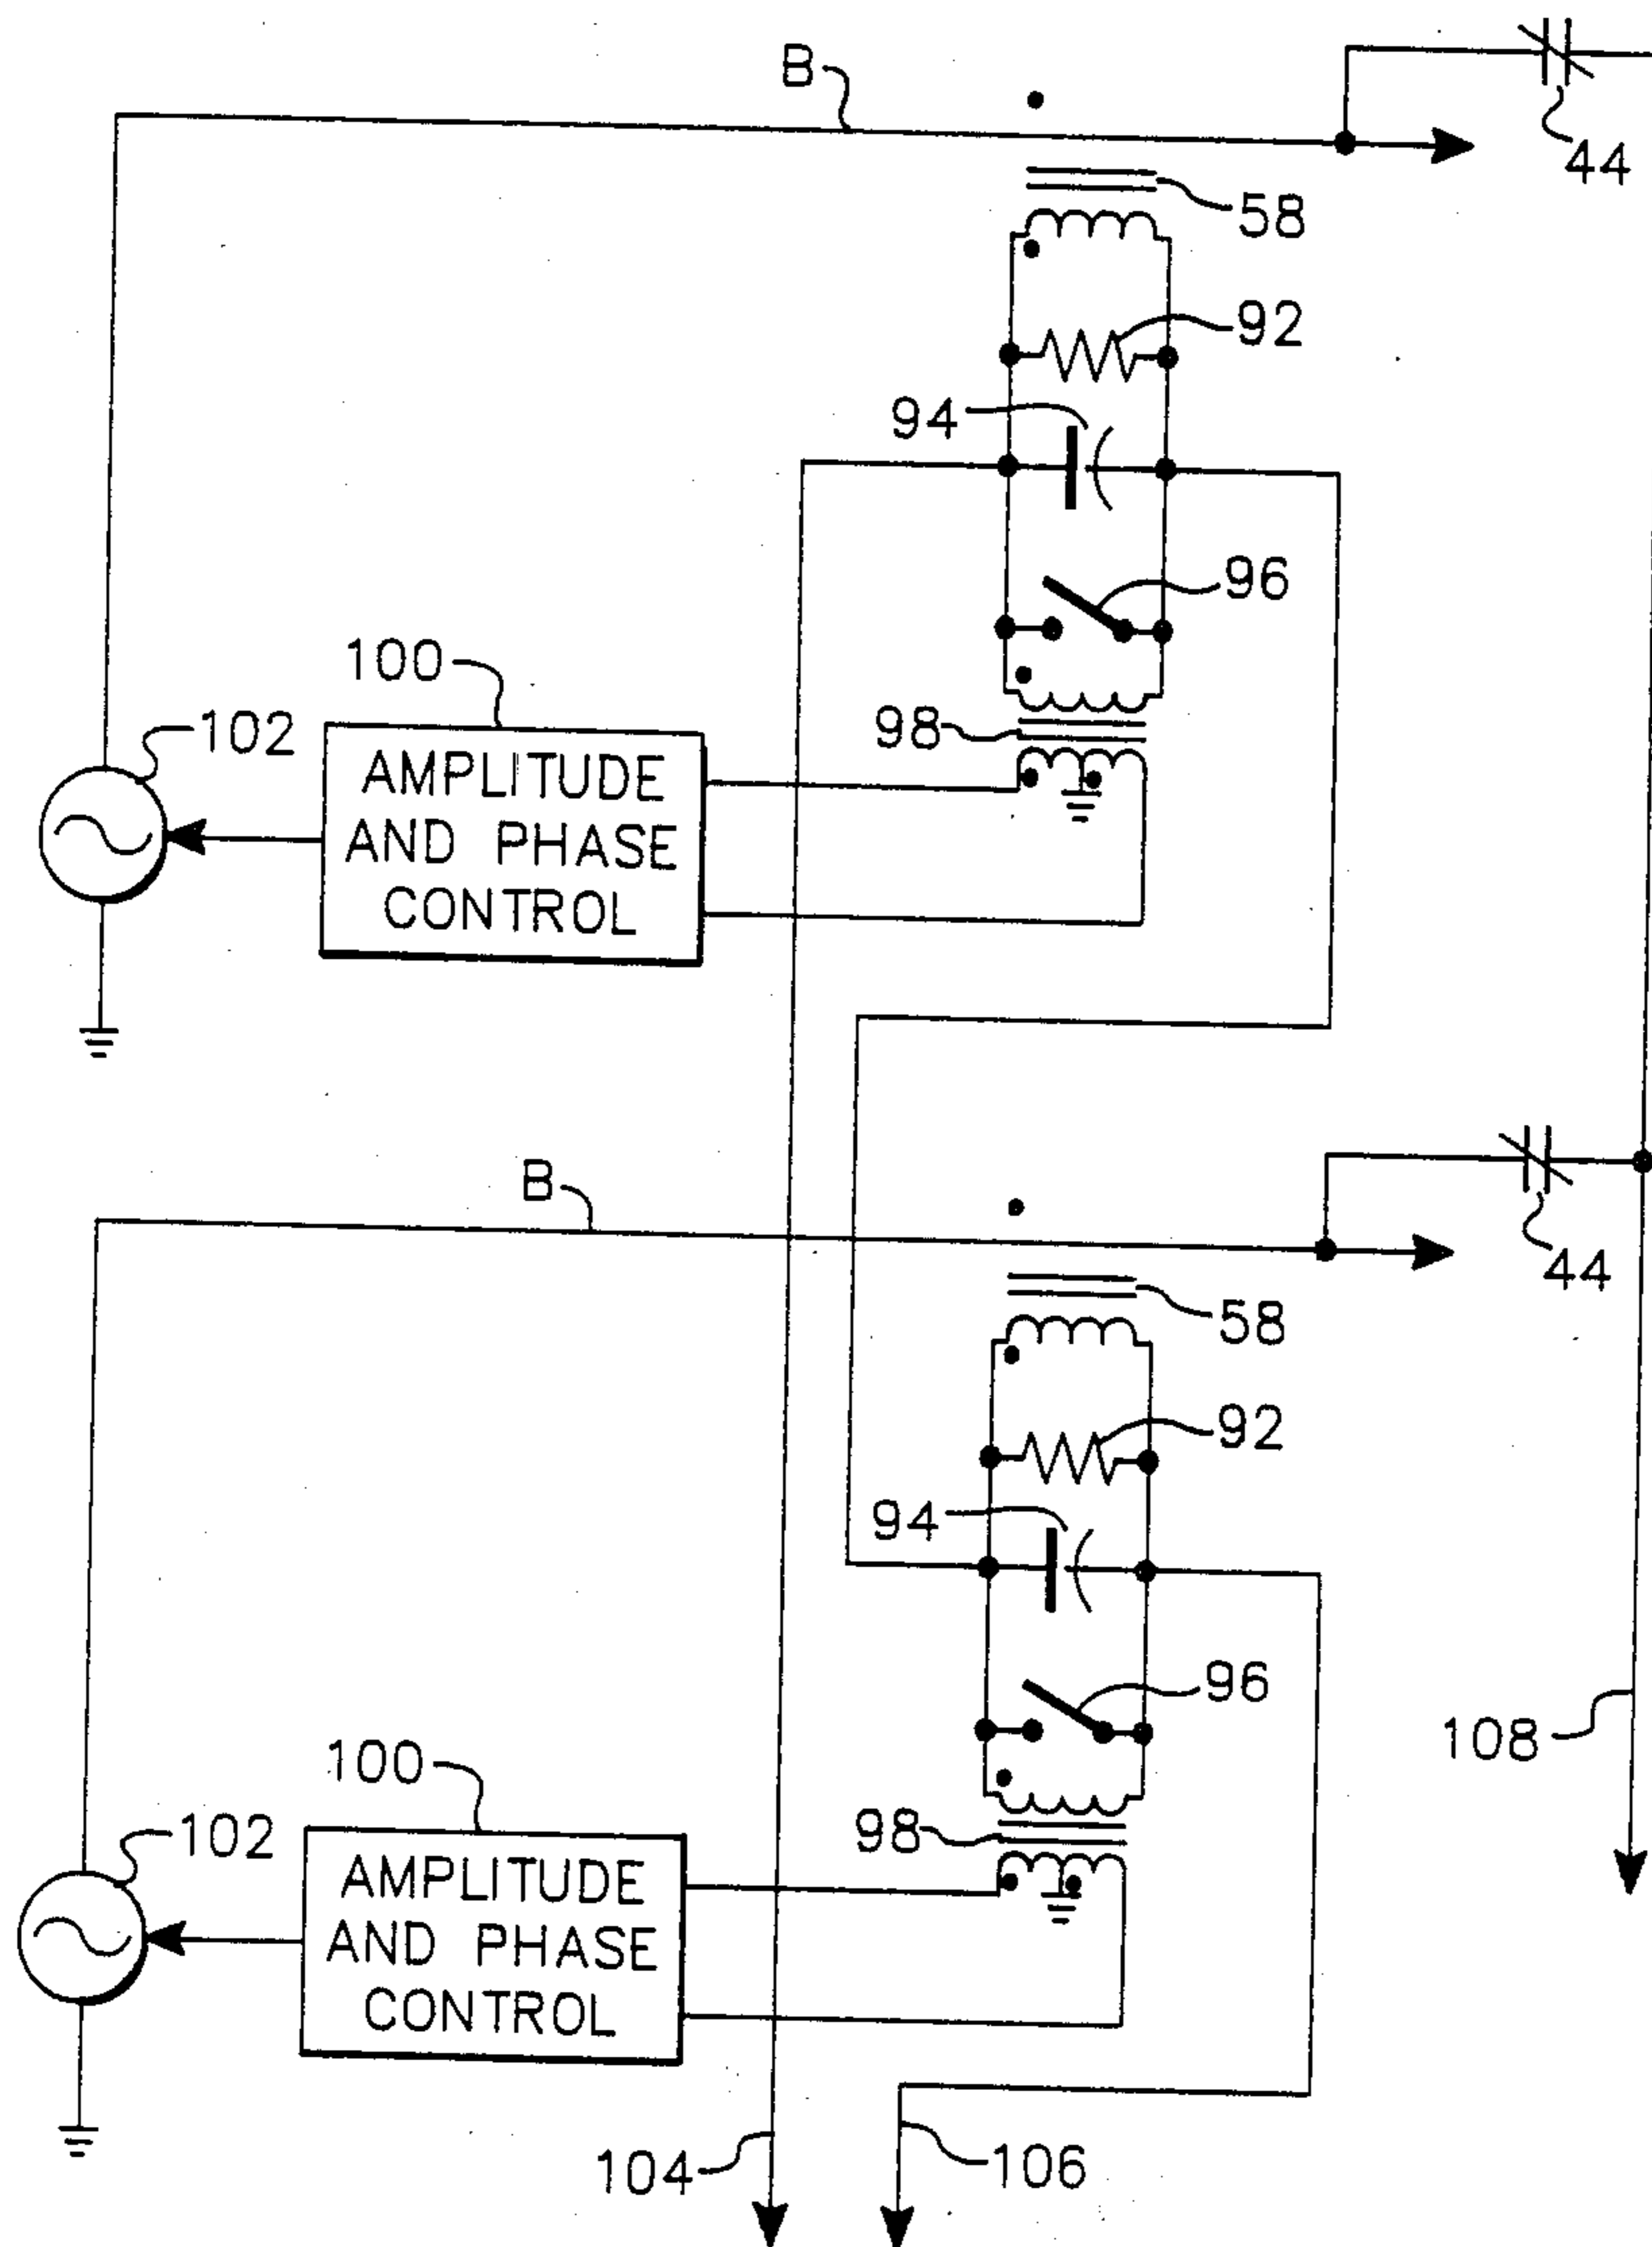 B
44
58
92
94
96
100
102
98
AMPLITUDE
AND PHASE
CONTROL
B
44
58
92
94
96
108
100
102
98
AMPLITUDE
AND PHASE
CONTROL
104
106